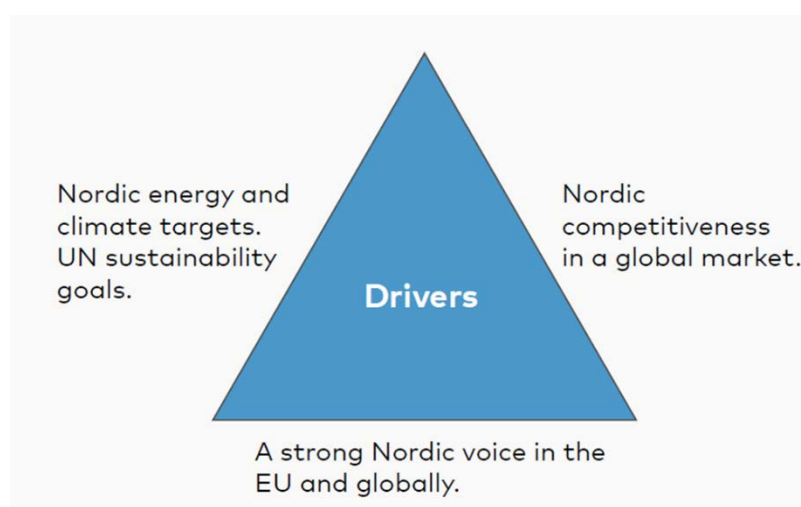 Nordic energy and
climate targets.
UN sustainability
goals.
Nordic
competitiveness
in a global market.
Drivers
A strong Nordic voice in the
EU and globally.